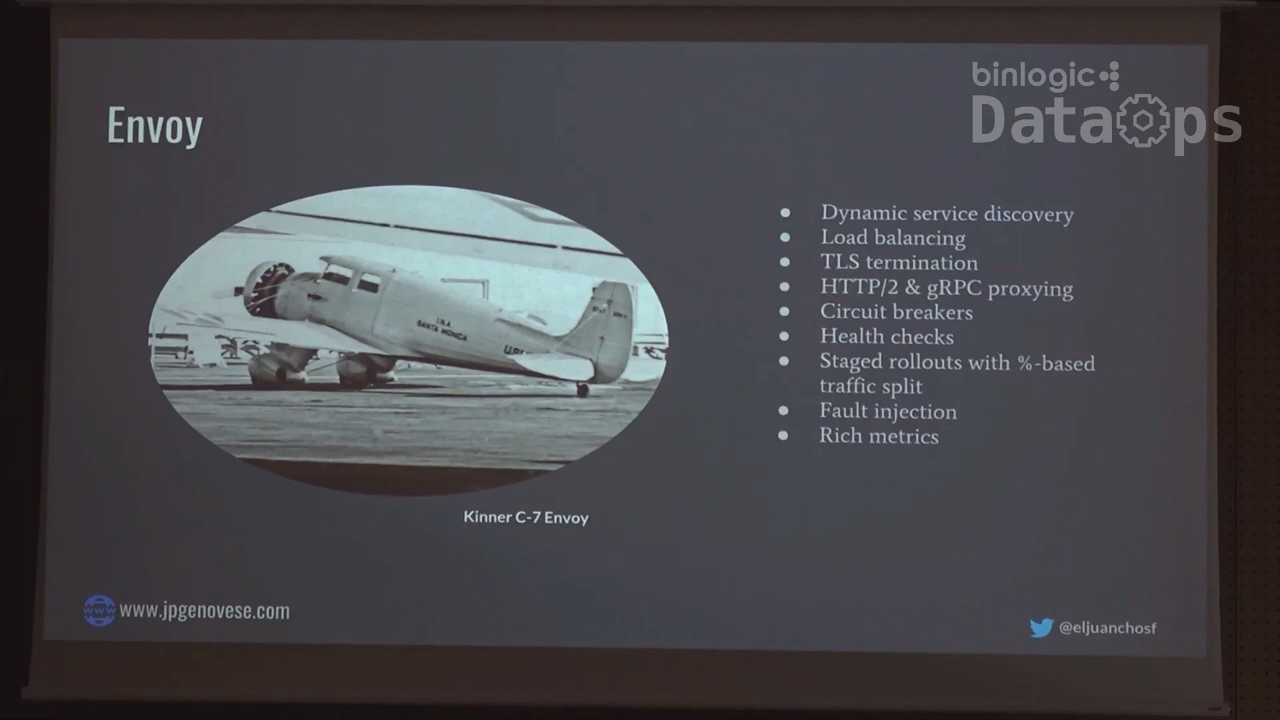 binlogic
DataOps
Envoy
Dynamic service discovery
Load balancing
TLS termination
HTTP/2 & gRPC proxying
Circuit breakers
Health checks
Staged rollouts with %-based
traffic split
Fault injection
Rich metrics
SANTA MONICA
Kinner C-7 Envoy
www.jpgenovese.com
@eljuanchosf